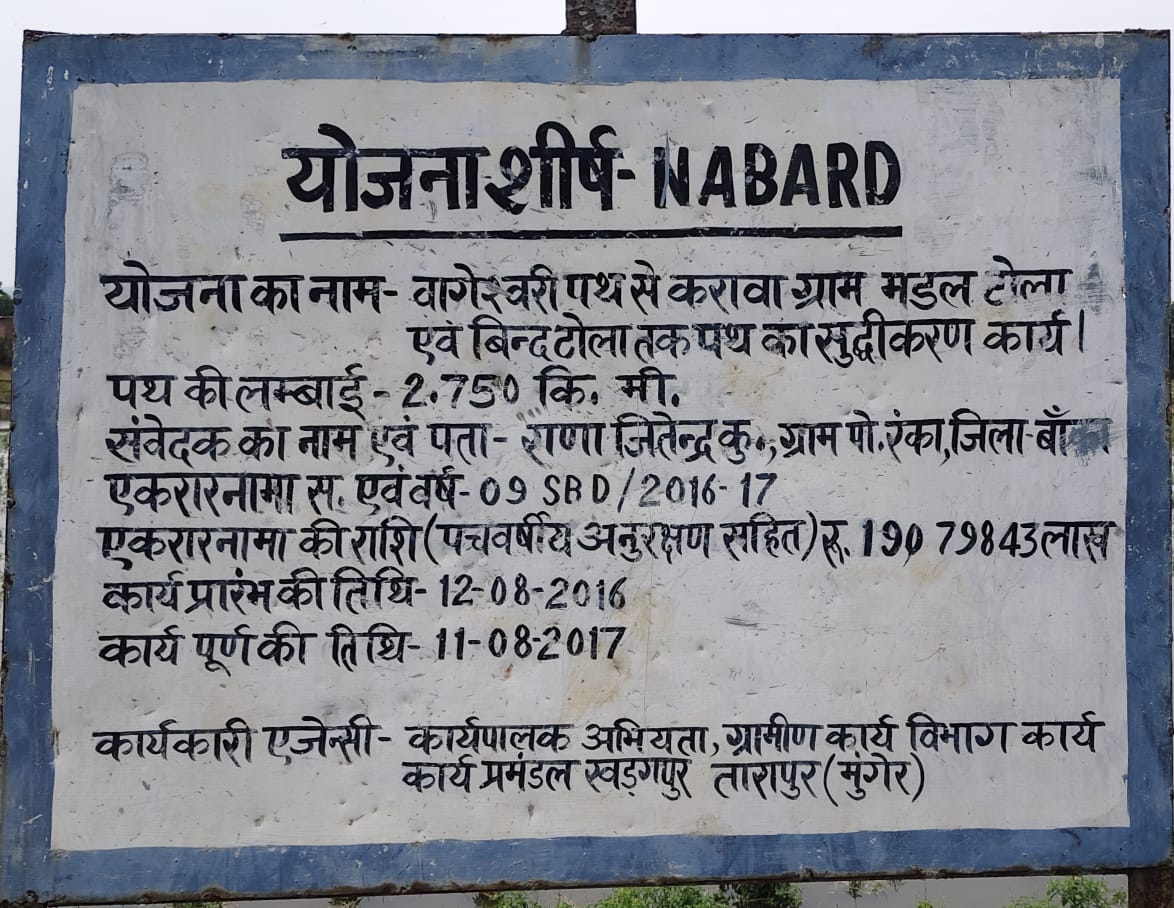 योजना शीर्ष- NABARD
योजना का नाम- वागेश्वरी पथ से करावा ग्राम मडल टोला
एवं बिन्द टोला तक पथ का सुद्धीकरण कार्य।
पथ की लम्बाई - 2.750 कि. मी.
संवेदक का नाम एवं पता- राणा जितेन्द्र कु., ग्राम पो. रंका, जिला-
एकरारनामा स. एवं वर्ष- 09 SBD/2016-17
एकरारनामा की राशि (पचवर्षीय अनुरक्षण सहित) रू. 190 79843 लाख
कार्य प्रारंभ की तिथि- 12-08-2016
कार्य पूर्ण की तिथि- 11-08-2017
कार्यकारी एजेन्सी- कार्यपालक अभियता, ग्रामीण कार्य विभाग कार्य
कार्य प्रमंडल खड़गपुर तारापुर (मुंगेर)